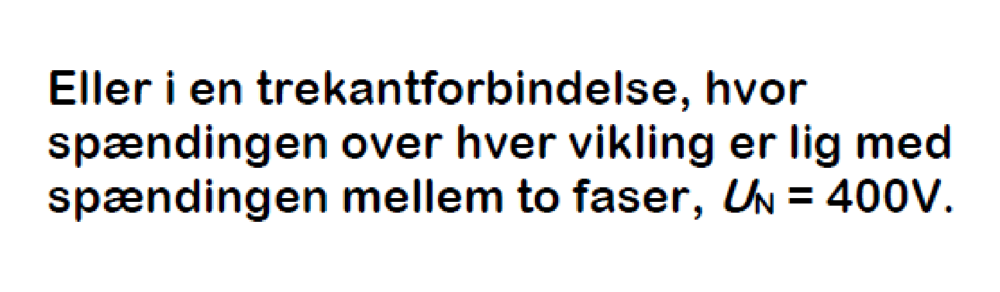 Eller i en trekantforbindelse, hvor
spændingen over hver vikling er lig med
spændingen mellem to faser, UN = 400V.